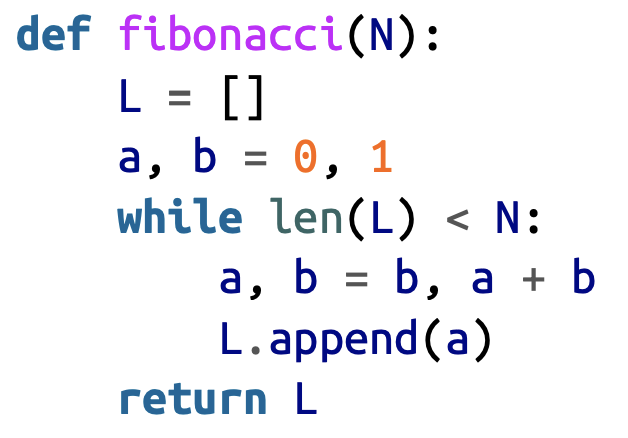 def fibonacci(N):
    L = []
    a, b = 0, 1
    while len(L) < N:
        a, b = b, a + b
        L.append(a)
    return L